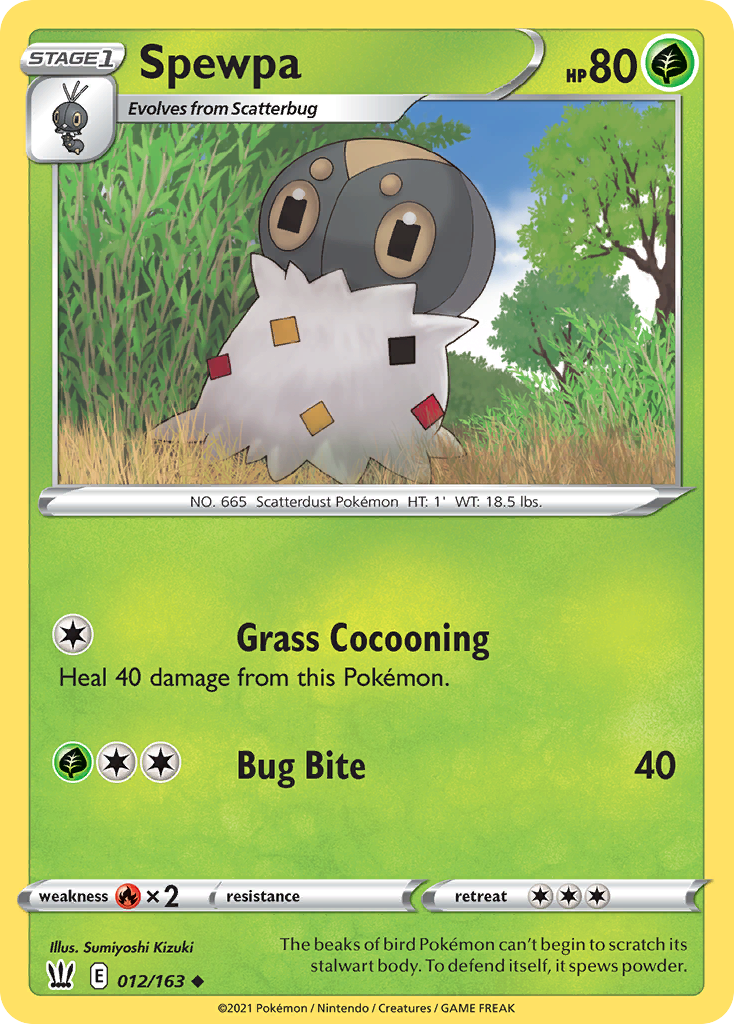 STAGE1
Spewpa
HP80
Evolves from Scatterbug
NO. 665 Scatterdust Pokémon HT: 1' WT: 18.5 lbs.
Grass Cocooning
Heal 40 damage from this Pokémon.
Bug Bite 40
weakness ×2 resistance retreat
Illus. Sumiyoshi Kizuki
The beaks of bird Pokémon can't begin to scratch its
stalwart body. To defend itself, it spews powder.
E 012/163
©2021 Pokémon / Nintendo / Creatures / GAME FREAK